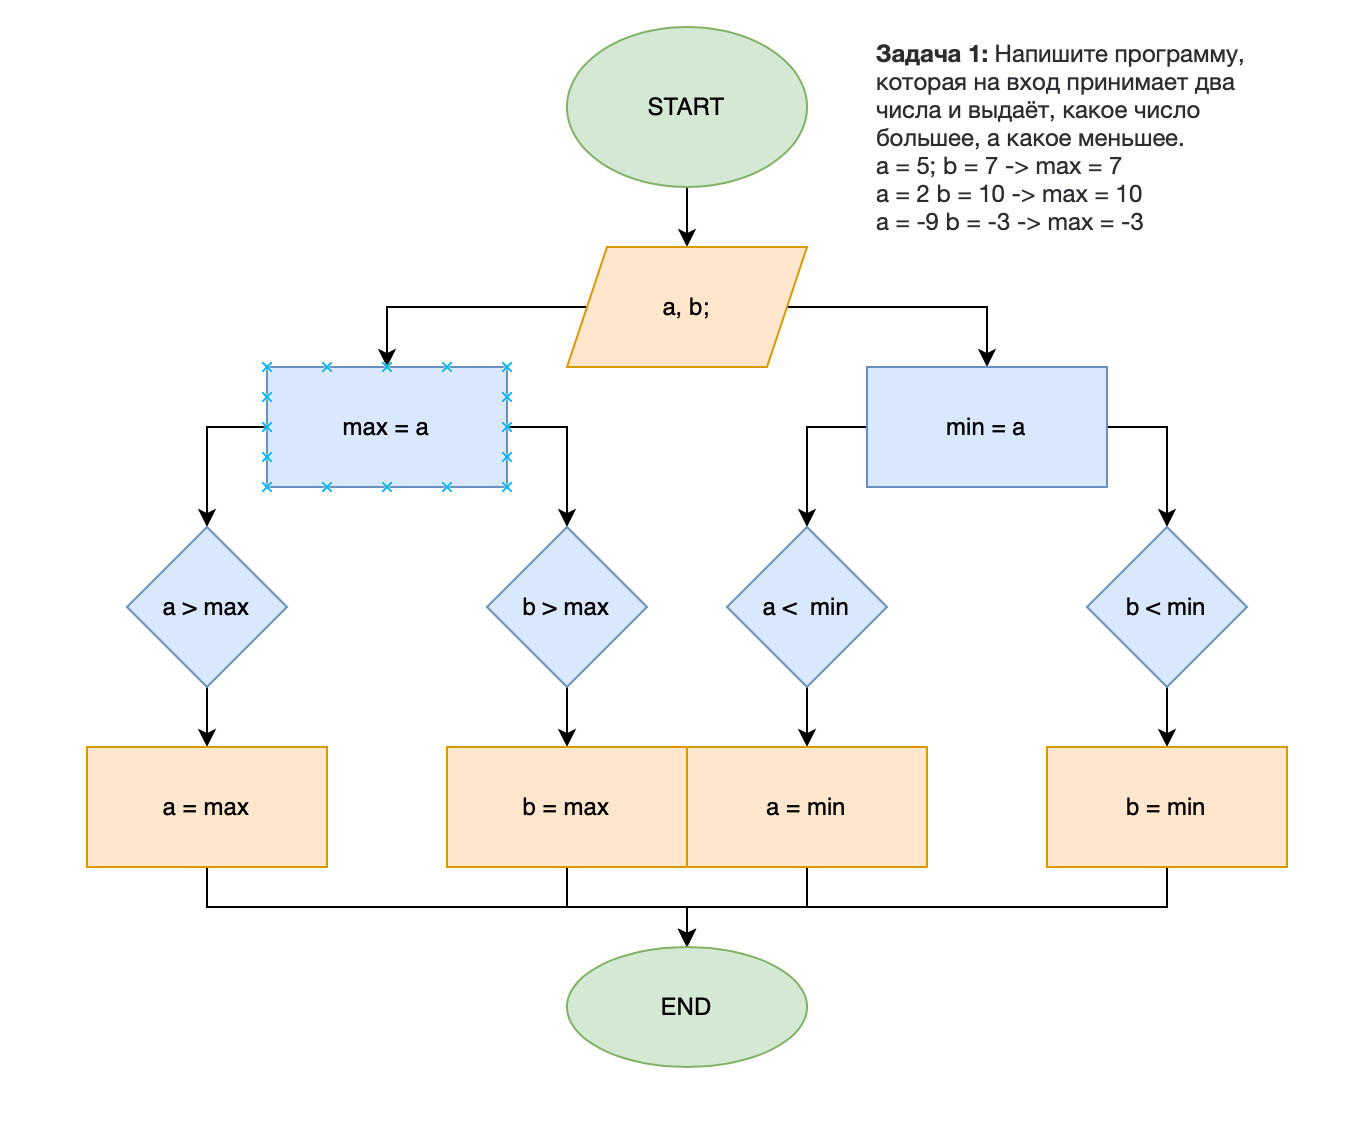 START
Задача 1: Напишите программу,
которая на вход принимает два
числа и выдаёт, какое число
большее, а какое меньшее.
a = 5; b = 7 -> max = 7
a = 2 b = 10 -> max = 10
a = -9 b = -3 -> max = -3
a, b;
max = a
min = a
a > max
b > max
a < min
b < min
a = max
b = max
a = min
b = min
END